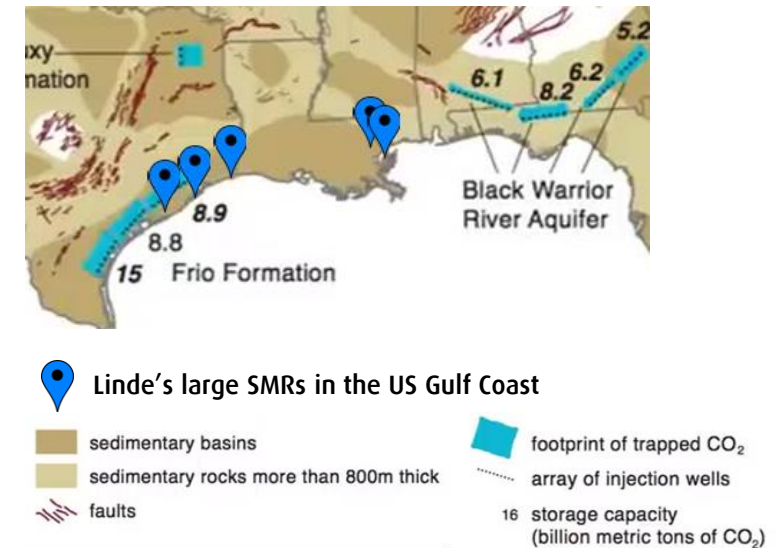 5.2
xy
mation
6.1
8.2
6.2
Black Warrior
River Aquifer
8.9
8.8
15
Frio Formation
Linde's large SMRs in the US Gulf Coast
sedimentary basins
sedimentary rocks more than 800m thick
faults
footprint of trapped CO₂
array of injection wells
16 storage capacity
(billion metric tons of CO₂)